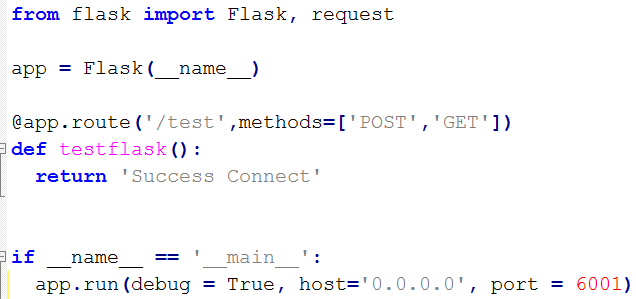 from flask import Flask, request
app = Flask(__name__)
@app.route('/test',methods=['POST','GET'])
def testflask():
return 'Success Connect'
if __name__ == '__main__':
app.run(debug = True, host='0.0.0.0', port = 6001)